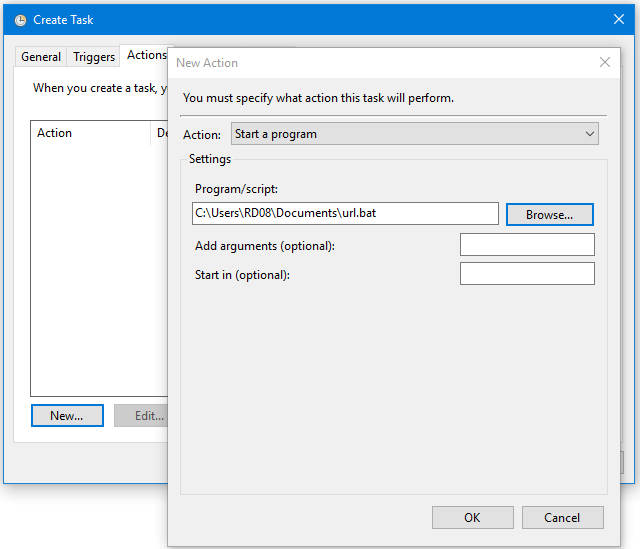 Create Task
General Triggers Actions
New Action
When you create a task, y
You must specify what action this task will perform.
Action De
Action: Start a program
Settings
Program/script:
C:\Users\RD08\Documents\url.bat Browse...
Add arguments (optional):
Start in (optional):
New... Edit...
OK Cancel